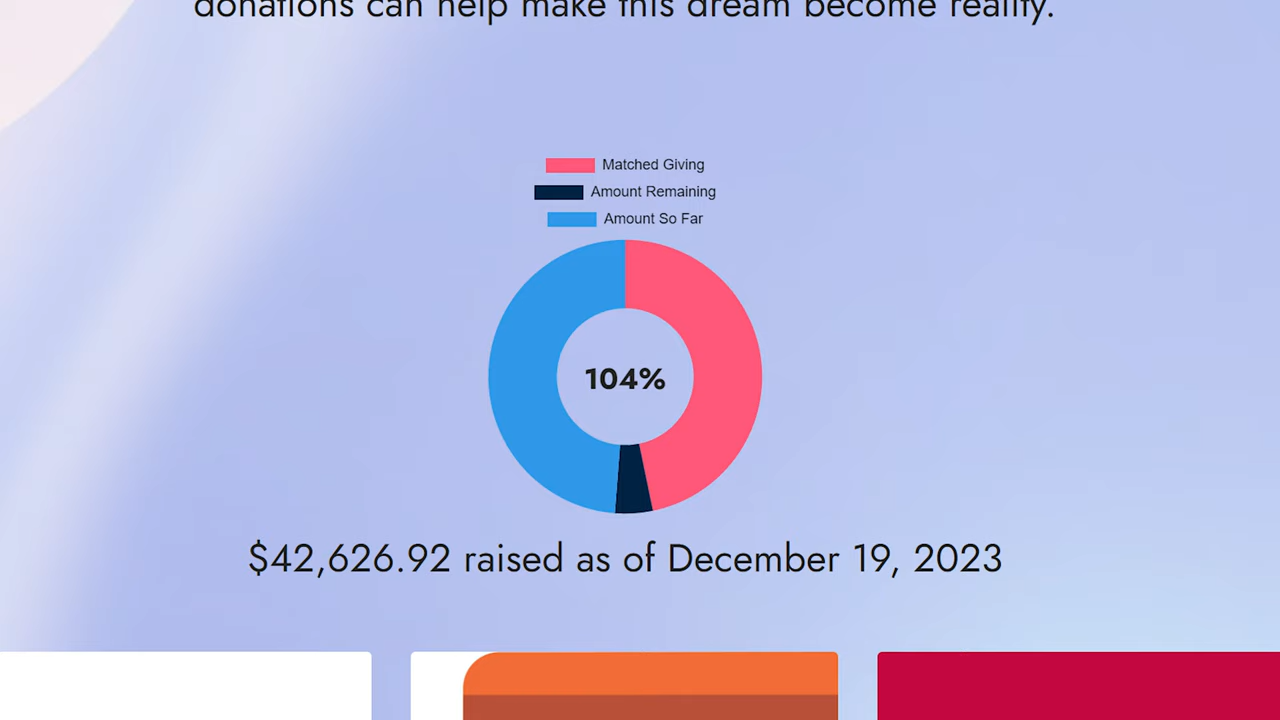 donations can help make this dream become reality.
Matched Giving
Amount Remaining
Amount So Far
104%
$42,626.92 raised as of December 19, 2023